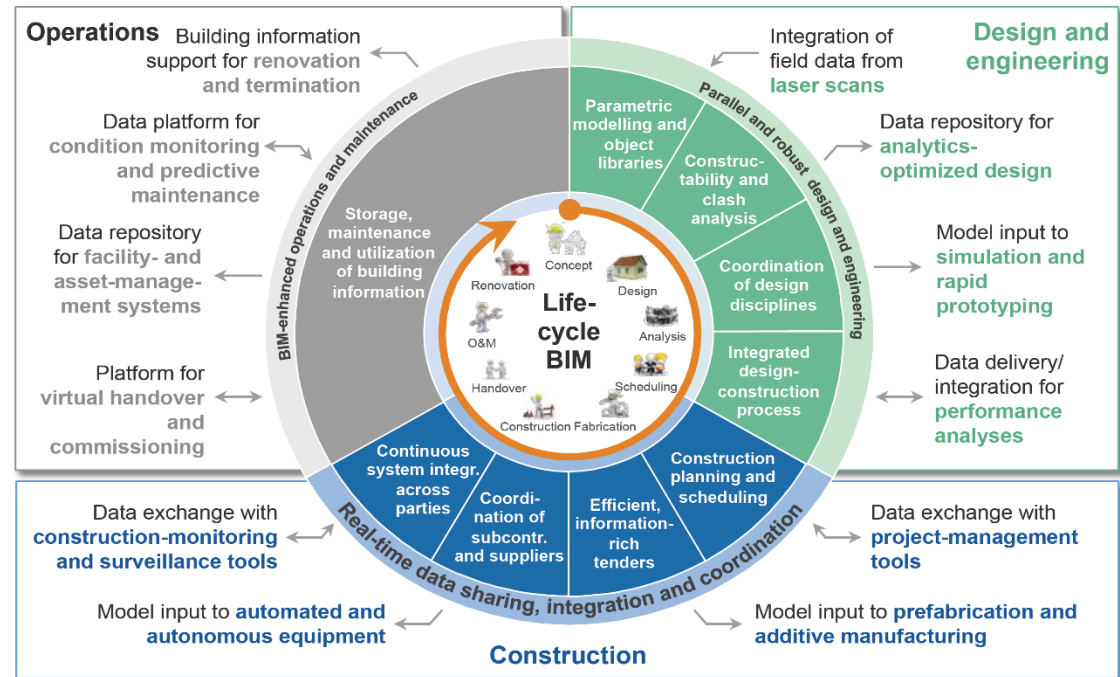 Operations
Building information
support for renovation
and termination
Data platform for
condition monitoring
and predictive
maintenance
Data repository
for facility- and
asset-manage-
ment systems
Platform for
virtual handover
and
commissioning
BIM-enhanced operations and maintenance
Storage,
maintenance
and utilization
of building
information
Design and
engineering
Integration of
field data from
laser scans
Data repository for
analytics-
optimized design
Model input to
simulation and
rapid
prototyping
Data delivery/
integration for
performance
analyses
Parallel and robust design and engineering
Parametric
modelling and
object
libraries
Construc-
tability and
clash
analysis
Coordination
of design
disciplines
Integrated
design-
construction
process
Life-
cycle
BIM
Concept
Design
Analysis
Scheduling
Fabrication
Construction
Handover
O&M
Renovation
Construction
planning and
scheduling
Efficient,
information-
rich
tenders
Coordi-
nation of
subcontr.
and suppliers
Continuous
system integr.
across
parties
Real-time data sharing, integration and coordination
Data exchange with
construction-monitoring
and surveillance tools
Model input to automated and
autonomous equipment
Data exchange with
project-management
tools
Model input to prefabrication and
additive manufacturing
Construction